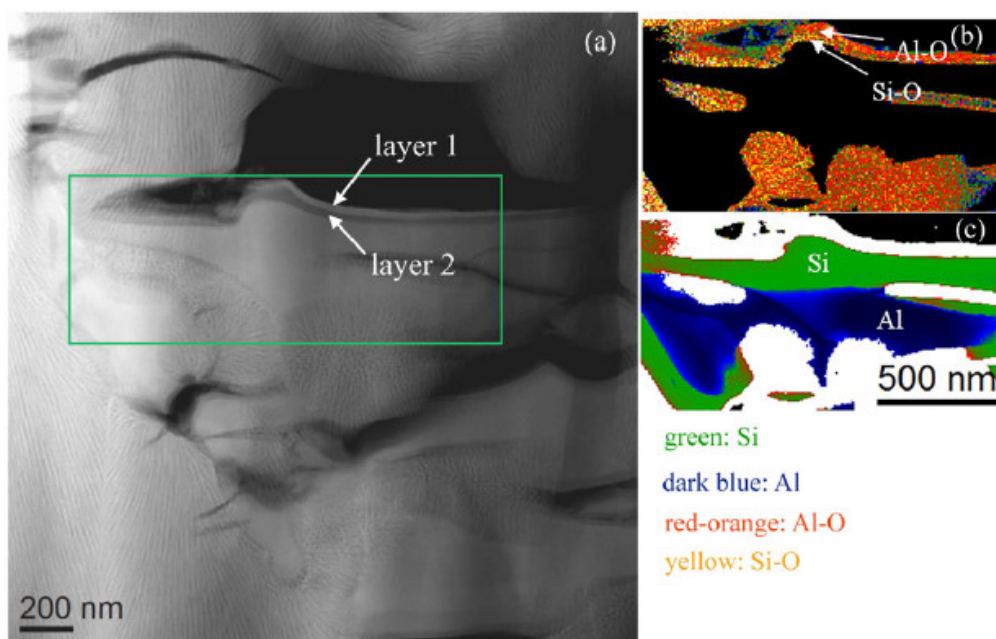 (a)
layer 1
layer 2
200 nm
(b)
Al-O
Si-O
(c)
Si
Al
500 nm
green: Si
dark blue: Al
red-orange: Al-O
yellow: Si-O